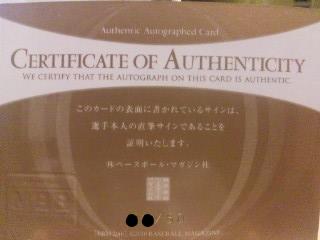 Authentic Autographed Card
CERTIFICATE OF AUTHENTICITY
WE CERTIFY THAT THE AUTOGRAPH ON THIS CARD IS AUTHENTIC.
このカードの表面に書かれているサインは、
選手本人の直筆サインであることを
証明いたします。
㈱ベースボール・マガジン社
/30
BASEBALL MAGAZINE